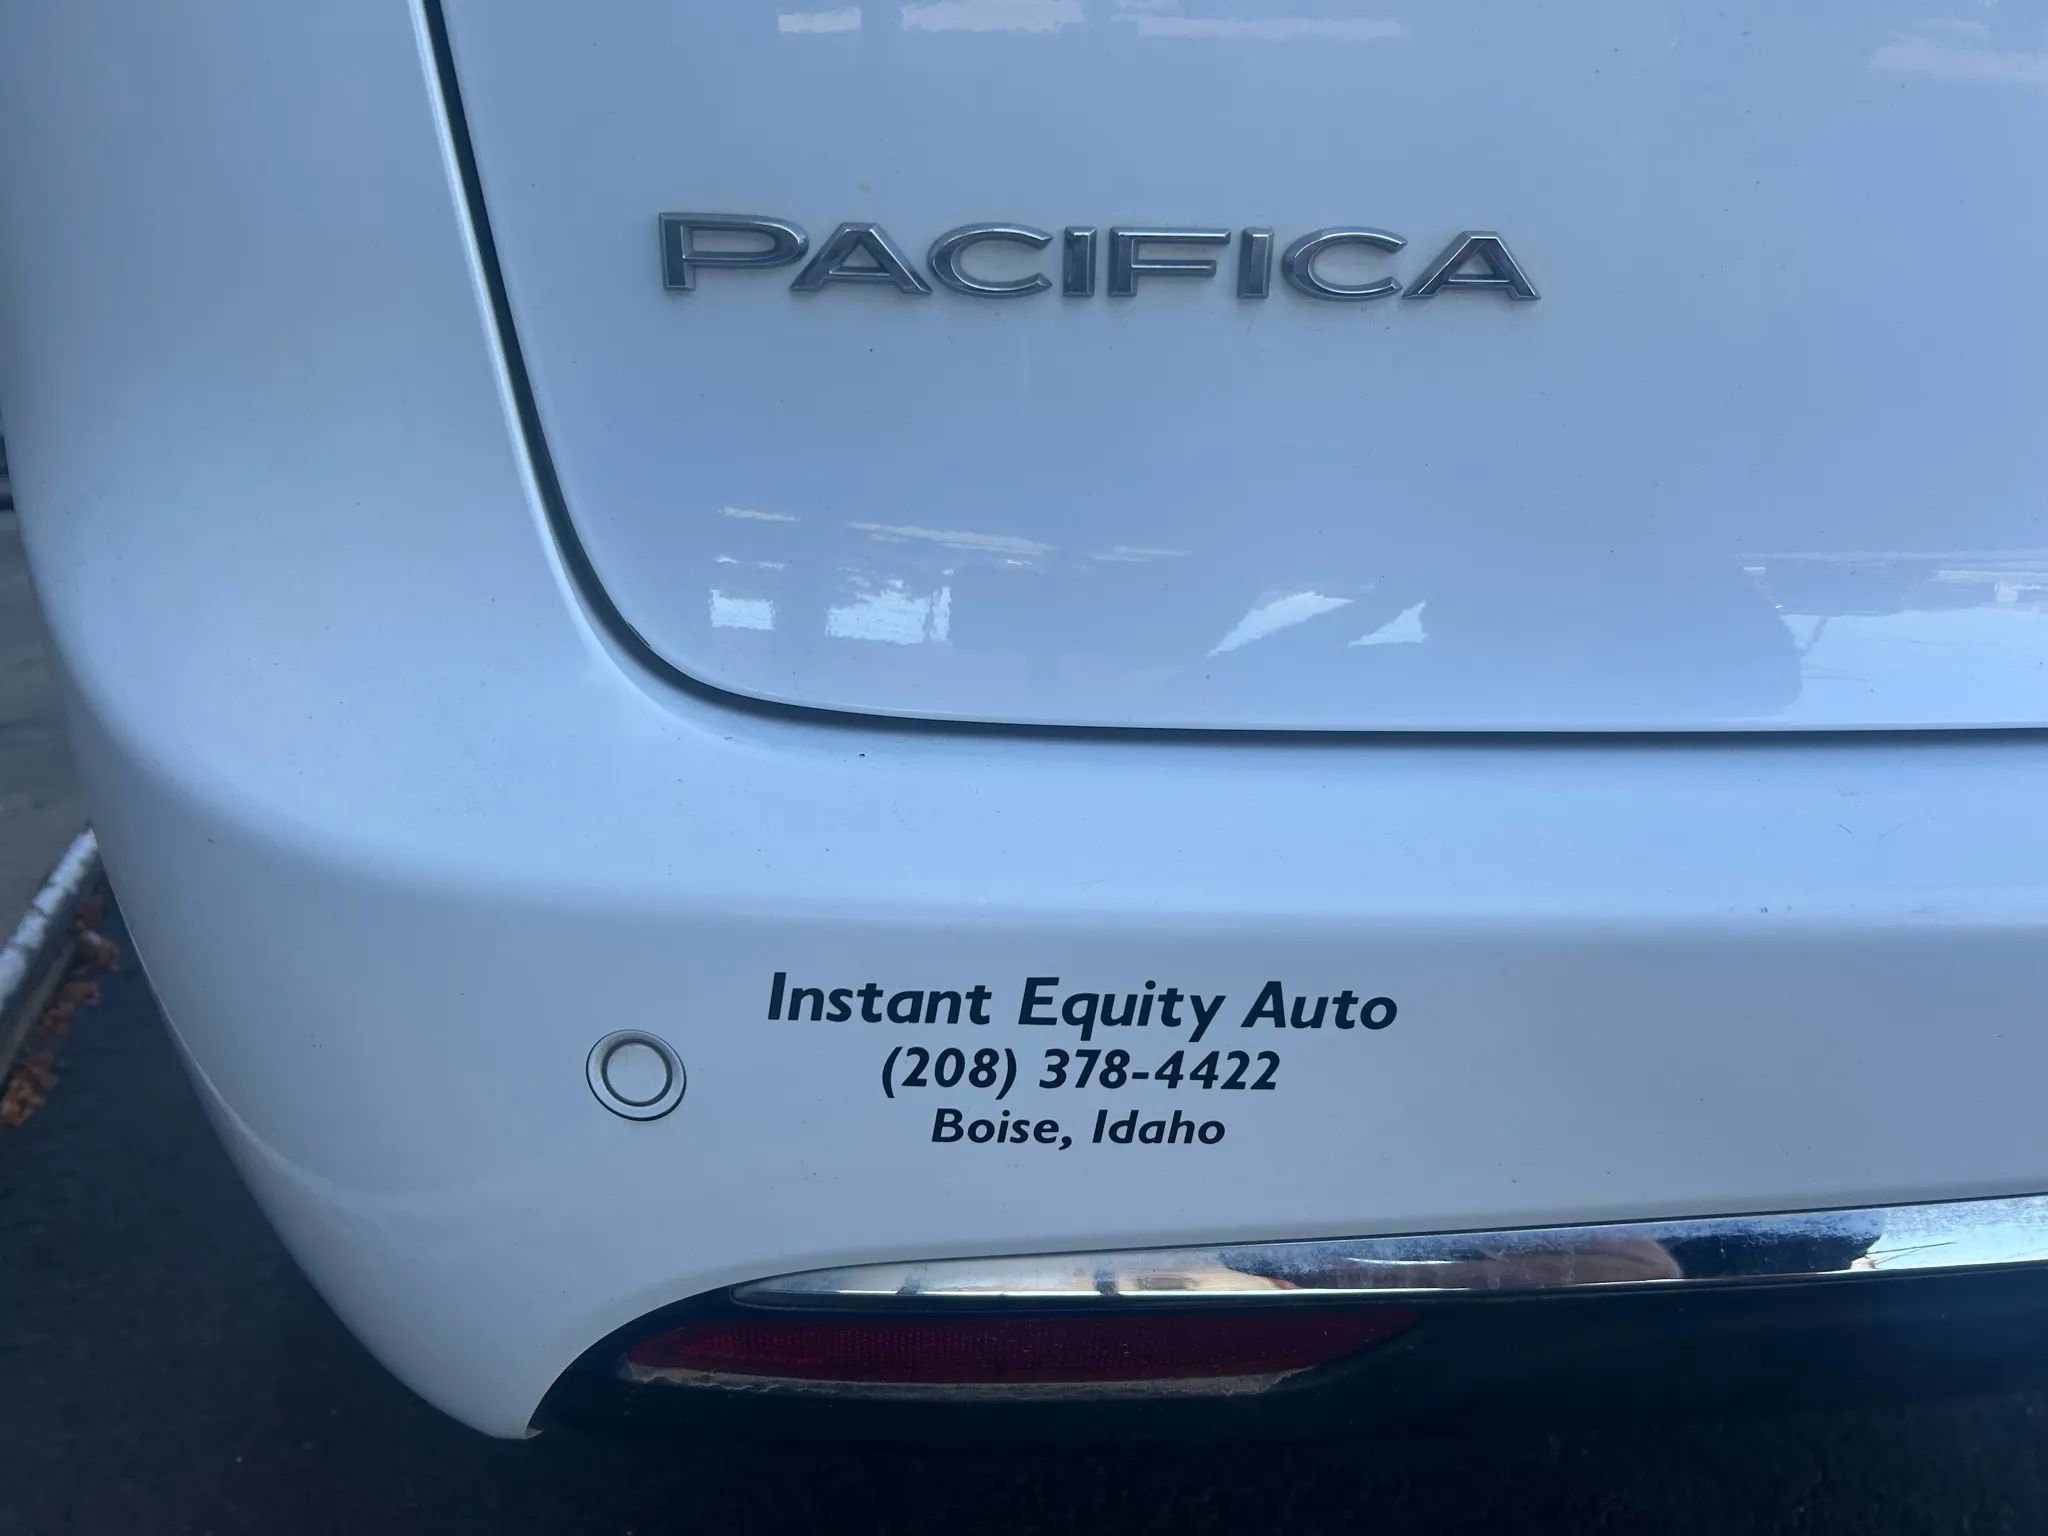 PACIFICA
Instant Equity Auto
(208) 378-4422
Boise, Idaho